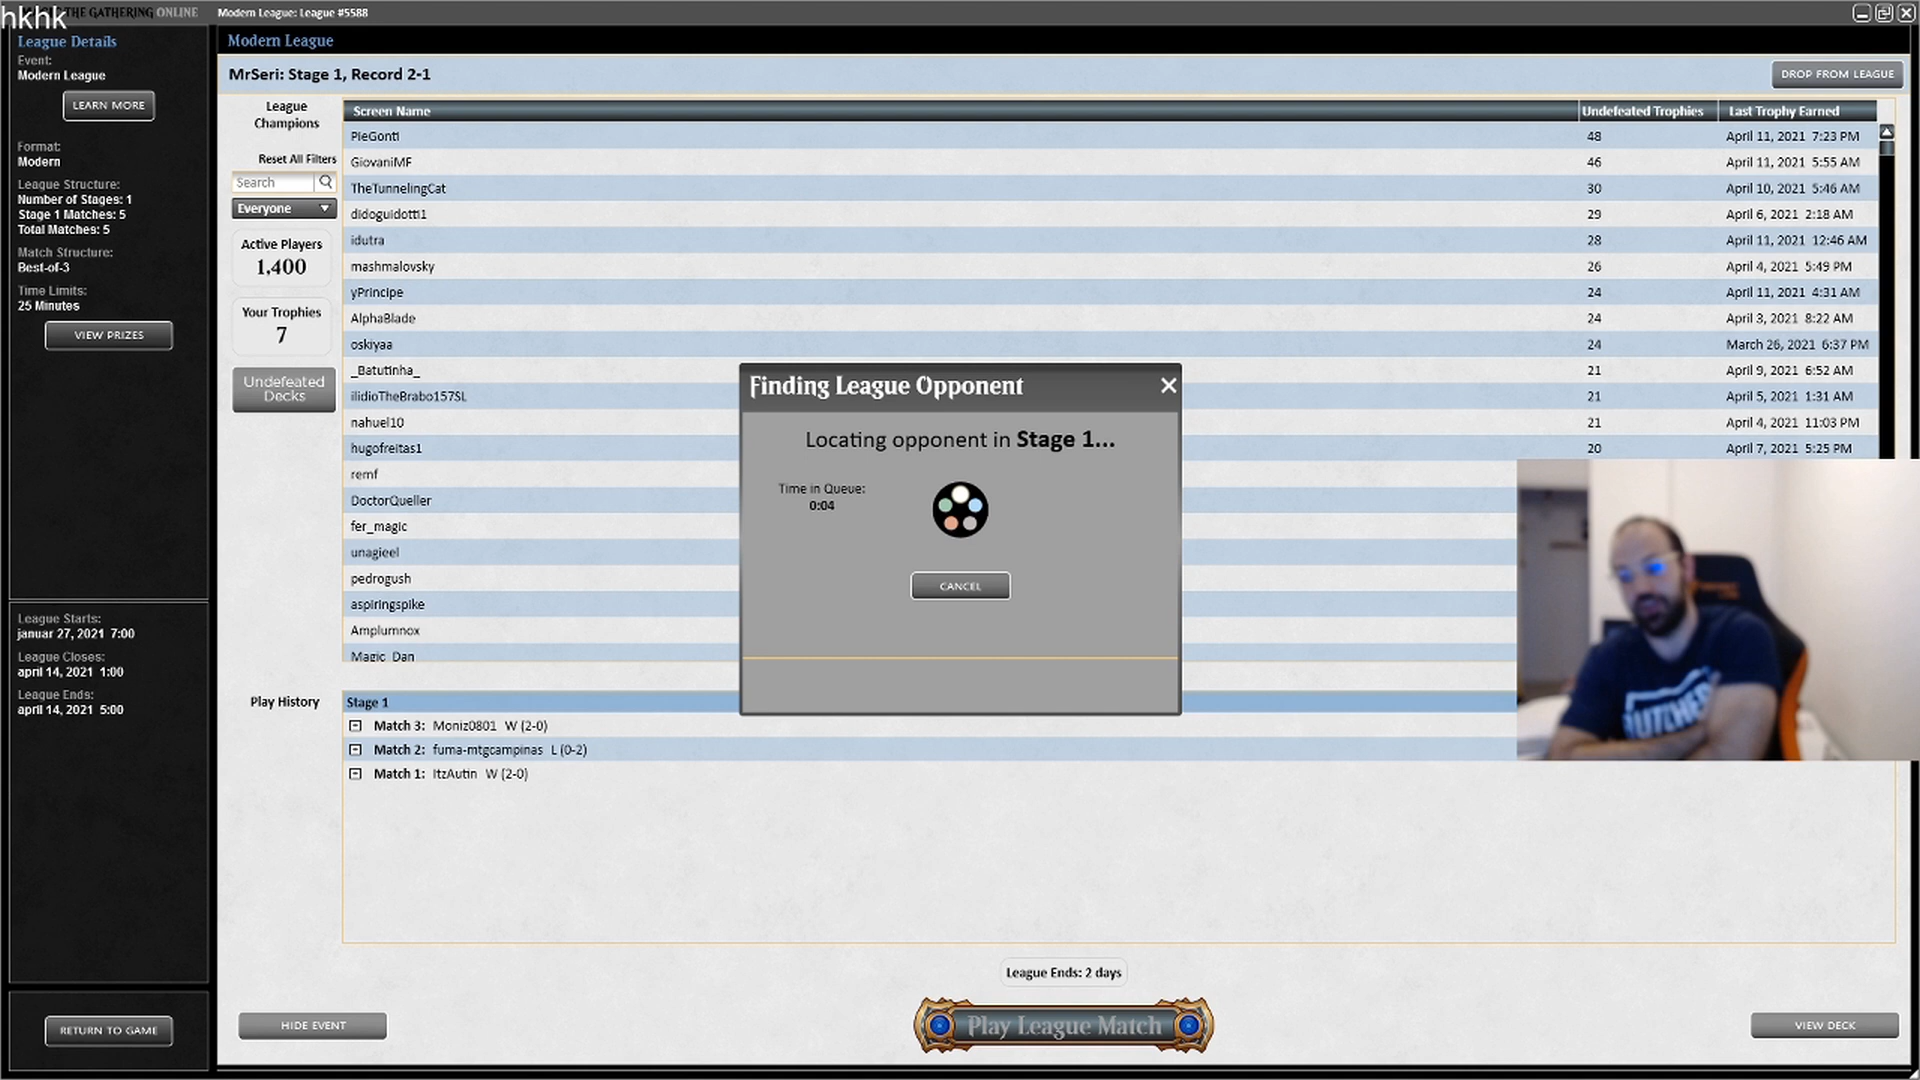 hkhk
THE GATHERING ONLINE
Modern League: League #5588
League Details
Event:
Modern League
LEARN MORE
Format:
Modern
League Structure:
Number of Stages: 1
Stage 1 Matches: 5
Total Matches: 5
Match Structure:
Best-of-3
Time Limits:
25 Minutes
VIEW PRIZES
League Starts:
januar 27, 2021 7:00
League Closes:
april 14, 2021 1:00
League Ends:
april 14, 2021 5:00
RETURN TO GAME
Modern League
MrSeri: Stage 1, Record 2-1
DROP FROM LEAGUE
League
Champions
Reset All Filters
Search
Everyone
Active Players
1,400
Your Trophies
7
Undefeated
Decks
Screen Name Undefeated Trophies Last Trophy Earned
PieGonti 48 April 11, 2021 7:23 PM
GiovaniMF 46 April 11, 2021 5:55 AM
TheTunnelingCat 30 April 10, 2021 5:46 AM
didoguidotti1 29 April 6, 2021 2:18 AM
idutra 28 April 11, 2021 12:46 AM
mashmalovsky 26 April 4, 2021 5:49 PM
yPrincipe 24 April 11, 2021 4:31 AM
AlphaBlade 24 April 3, 2021 8:22 AM
oskiyaa 24 March 26, 2021 6:37 PM
_Batutinha_ 21 April 9, 2021 6:52 AM
ilidioTheBrabo157SL 21 April 5, 2021 1:31 AM
nahuel10 21 April 4, 2021 11:03 PM
hugofreitas1 20 April 7, 2021 5:25 PM
remf
DoctorQueller
fer_magic
unagieel
pedrogush
aspiringspike
Amplumnox
Magic_Dan
Finding League Opponent
Locating opponent in Stage 1...
Time in Queue:
0:04
CANCEL
Play History
Stage 1
Match 3: Moniz0801 W (2-0)
Match 2: fuma-mtgcampinas L (0-2)
Match 1: ItzAutin W (2-0)
League Ends: 2 days
HIDE EVENT
Play League Match
VIEW DECK